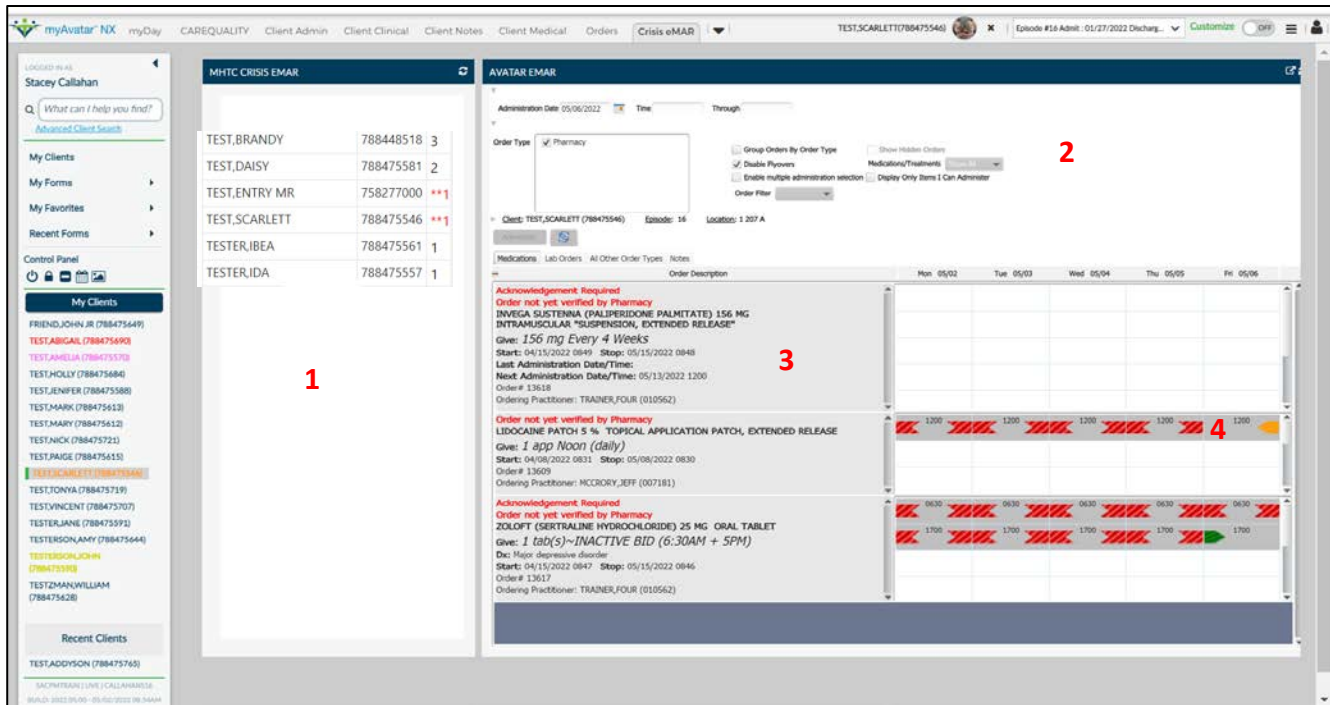 myAvatar™ NX myDay CAREQUALITY Client Admin Client Clinical Client Notes Client Medical Orders Crisis eMAR TEST,SCARLETT(788475546) Episode #16 Admit : 01/27/2022 Discharg... Customize OFF
LOGGED IN AS
Stacey Callahan
What can I help you find?
Advanced Client Search
My Clients
My Forms
My Favorites
Recent Forms
Control Panel
My Clients
FRIEND,JOHN JR (788475649)
TEST,ABIGAIL (788475690)
TEST,AMELIA (788475570)
TEST,HOLLY (788475684)
TEST,JENIFER (788475588)
TEST,MARK (788475613)
TEST,MARY (788475612)
TEST,NICK (788475721)
TEST,PAIGE (788475615)
TEST,SCARLETT (788475546)
TEST,TONYA (788475719)
TEST,VINCENT (788475707)
TESTER,JANE (788475591)
TESTERSON,AMY (788475644)
TESTERSON,JOHN
(788475590)
TESTZMAN,WILLIAM
(788475628)
Recent Clients
TEST,ADDYSON (788475765)
MHTC CRISIS EMAR
TEST,BRANDY 788448518 3
TEST,DAISY 788475581 2
TEST,ENTRY MR 758277000 **1
TEST,SCARLETT 788475546 **1
TESTER,IBEA 788475561 1
TESTER,IDA 788475557 1
1
AVATAR EMAR
Administration Date 05/06/2022 Time Through
Order Type Pharmacy
Group Orders By Order Type Show Hidden Orders
2
Disable Flyovers Medications/Treatments Show All
Enable multiple administration selection Display Only Items I Can Administer
Order Filter
Client: TEST,SCARLETT (788475546) Episode: 16 Location: 1 207 A
Medications Lab Orders All Other Order Types Notes
Order Description Mon 05/02 Tue 05/03 Wed 05/04 Thu 05/05 Fri 05/06
Acknowledgement Required
Order not yet verified by Pharmacy
INVEGA SUSTENNA (PALIPERIDONE PALMITATE) 156 MG
INTRAMUSCULAR "SUSPENSION, EXTENDED RELEASE"
Give: 156 mg Every 4 Weeks
Start: 04/15/2022 0849 Stop: 05/15/2022 0848
3
Last Administration Date/Time:
Next Administration Date/Time: 05/13/2022 1200
Order# 13618
Ordering Practitioner: TRAINER,FOUR (010562)
Order not yet verified by Pharmacy
LIDOCAINE PATCH 5 % TOPICAL APPLICATION PATCH, EXTENDED RELEASE
Give: 1 app Noon (daily)
Start: 04/08/2022 0831 Stop: 05/08/2022 0830
Order# 13609
Ordering Practitioner: MCCRORY,JEFF (007181)
1200 1200 1200 1200 4 1200
Acknowledgement Required
Order not yet verified by Pharmacy
ZOLOFT (SERTRALINE HYDROCHLORIDE) 25 MG ORAL TABLET
Give: 1 tab(s)~INACTIVE BID (6:30AM + 5PM)
Dx: Major depressive disorder
Start: 04/15/2022 0847 Stop: 05/15/2022 0846
Order# 13617
Ordering Practitioner: TRAINER,FOUR (010562)
0630 0630 0630 0630 0630
1700 1700 1700 1700 1700